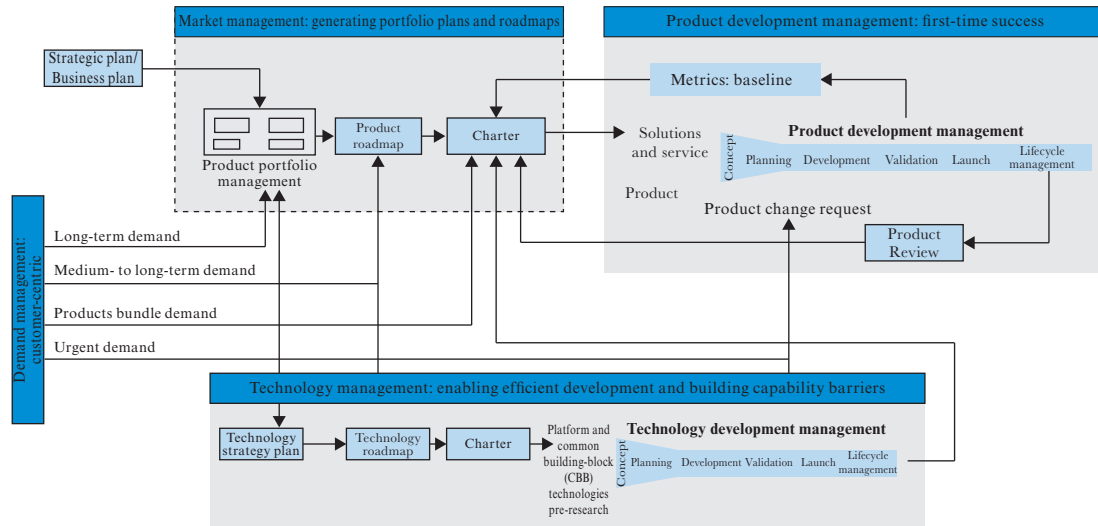 Market management: generating portfolio plans and roadmaps
Product development management: first-time success
Strategic plan/
Business plan
Metrics: baseline
Product
roadmap
Charter
Product portfolio
management
Solutions
and service
Product
Product development management
Concept
Planning
Development
Validation
Launch
Lifecycle
management
Product change request
Product
Review
Demand management:
customer-centric
Long-term demand
Medium- to long-term demand
Products bundle demand
Urgent demand
Technology management: enabling efficient development and building capability barriers
Technology
strategy plan
Technology
roadmap
Charter
Platform and
common
building-block
(CBB)
technologies
pre-research
Technology development management
Concept
Planning
Development
Validation
Launch
Lifecycle
management